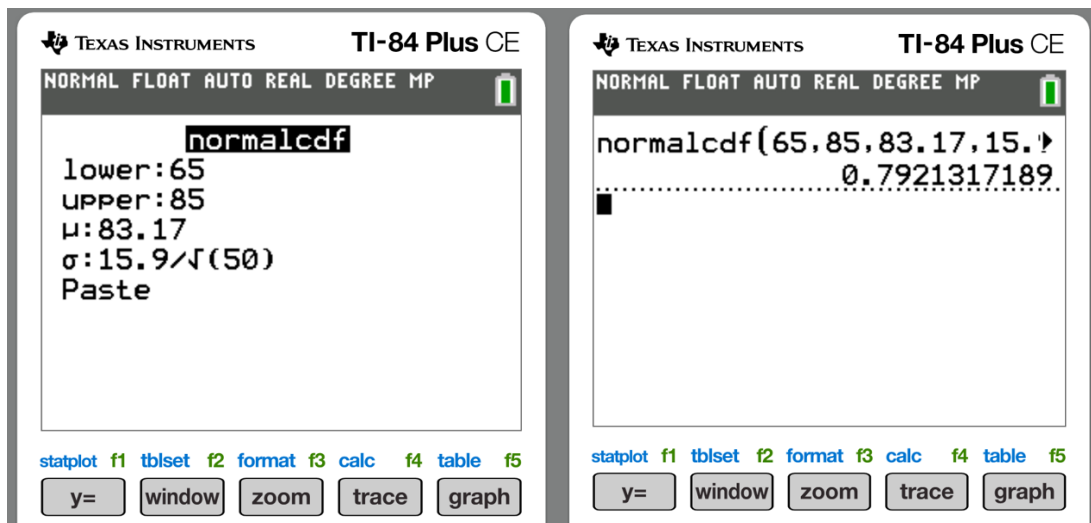 TEXAS INSTRUMENTS TI-84 Plus CE
NORMAL FLOAT AUTO REAL DEGREE MP
normalcdf
lower:65
upper:85
μ:83.17
σ:15.9/√(50)
Paste
statplot f1 tblset f2 format f3 calc f4 table f5
y= window zoom trace graph
TEXAS INSTRUMENTS TI-84 Plus CE
NORMAL FLOAT AUTO REAL DEGREE MP
normalcdf(65,85,83.17,15.
0.7921317189
statplot f1 tblset f2 format f3 calc f4 table f5
y= window zoom trace graph